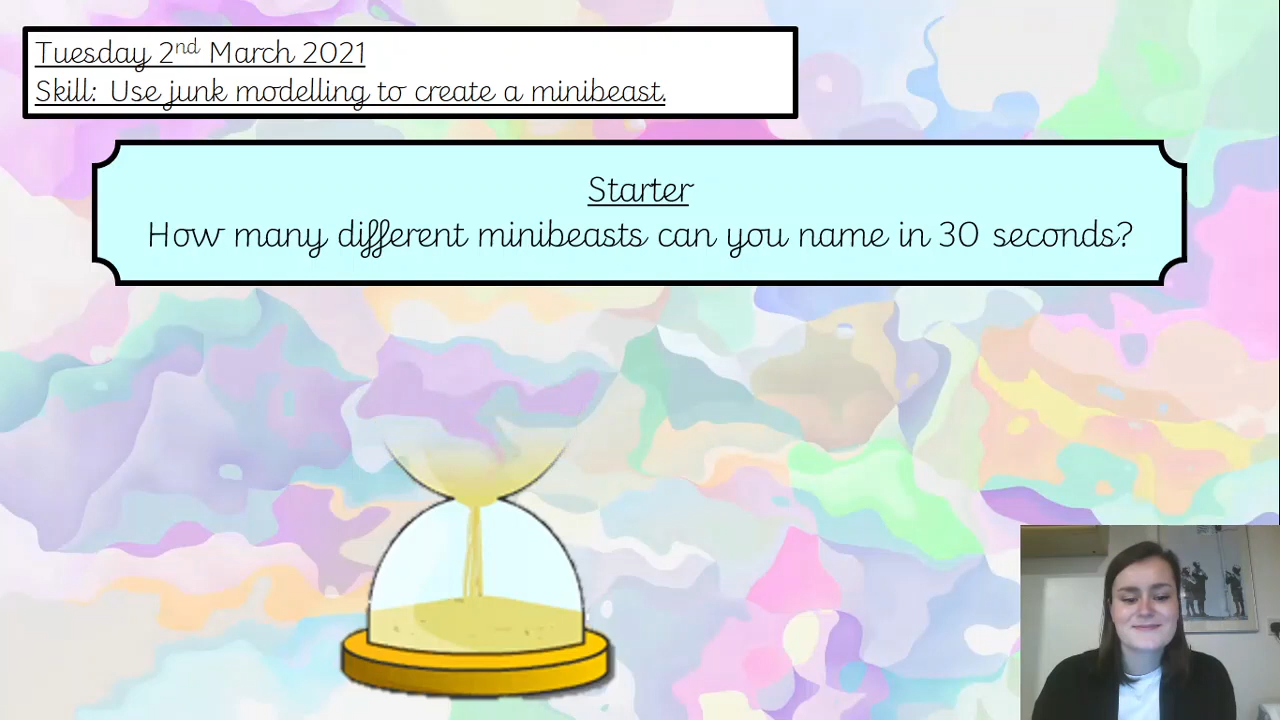 Tuesday 2nd March 2021
Skill: Use junk modelling to create a minibeast.
Starter
How many different minibeasts can you name in 30 seconds?